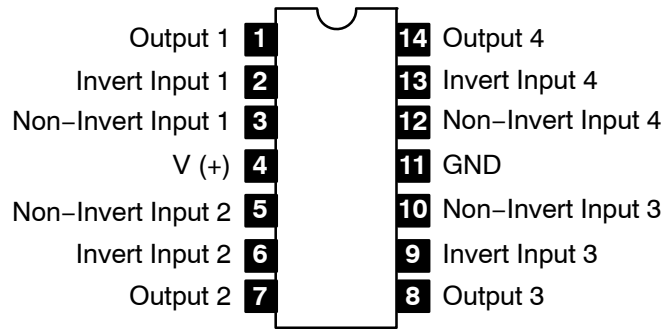 Output 1 1 14 Output 4
Invert Input 1 2 13 Invert Input 4
Non−Invert Input 1 3 12 Non−Invert Input 4
V (+) 4 11 GND
Non−Invert Input 2 5 10 Non−Invert Input 3
Invert Input 2 6 9 Invert Input 3
Output 2 7 8 Output 3